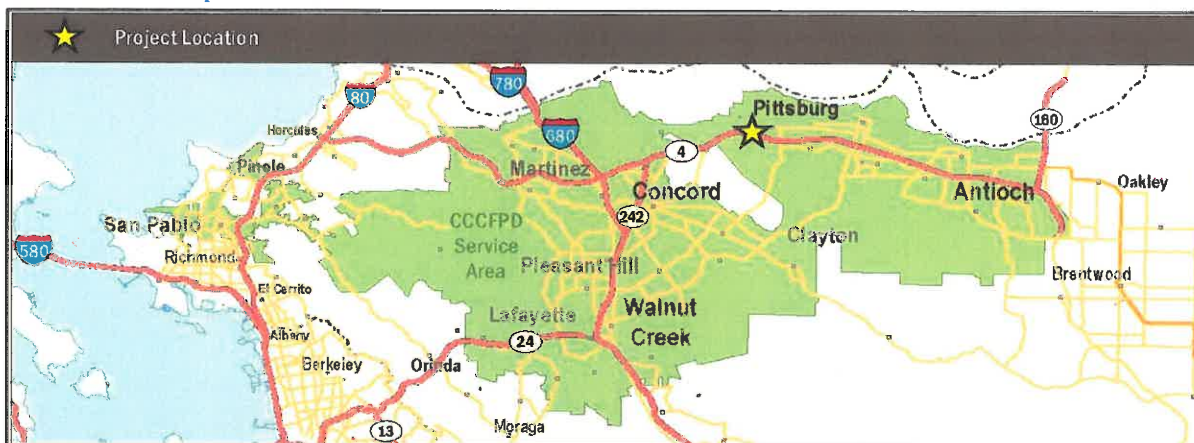 Project Location
80
780
680
Pittsburg
180
Hercules
4
Pinole
Martinez
Concord
Antioch
Oakley
San Pablo
CCCFPD
Service
Area
242
Clayton
580
Richmond
Pleasant Hill
Brentwood
El Cerrito
Lafayette
Walnut
Creek
Albany
24
Berkeley
Orinda
Moraga
13